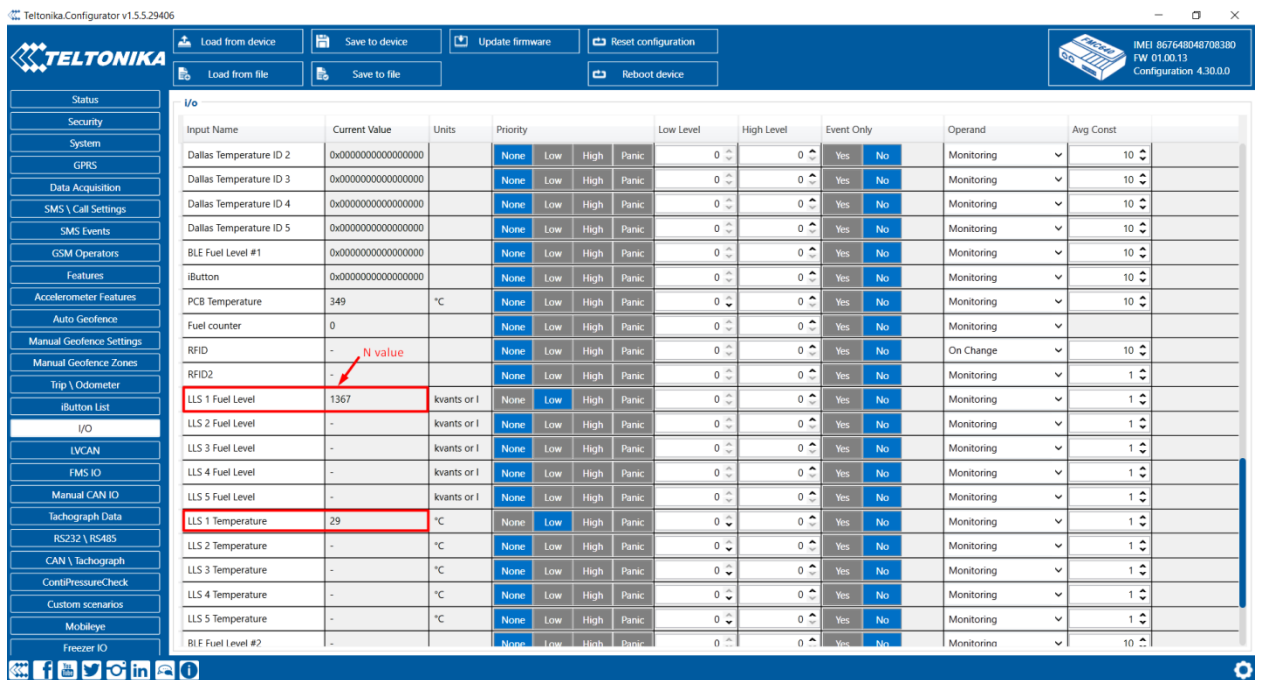 Teltonika.Configurator v1.5.5.29406
TELTONIKA
Load from device Save to device Update firmware Reset configuration
Load from file Save to file Reboot device
FMC640
IMEI 867648048708380
FW 01.00.13
Configuration 4.30.0.0
Status
Security
System
GPRS
Data Acquisition
SMS \ Call Settings
SMS Events
GSM Operators
Features
Accelerometer Features
Auto Geofence
Manual Geofence Settings
Manual Geofence Zones
Trip \ Odometer
iButton List
I/O
LVCAN
FMS IO
Manual CAN IO
Tachograph Data
RS232 \ RS485
CAN \ Tachograph
ContiPressureCheck
Custom scenarios
Mobileye
Freezer IO
i/o
Input Name Current Value Units Priority Low Level High Level Event Only Operand Avg Const
Dallas Temperature ID 2 0x0000000000000000 None Low High Panic 0 0 Yes No Monitoring 10
Dallas Temperature ID 3 0x0000000000000000 None Low High Panic 0 0 Yes No Monitoring 10
Dallas Temperature ID 4 0x0000000000000000 None Low High Panic 0 0 Yes No Monitoring 10
Dallas Temperature ID 5 0x0000000000000000 None Low High Panic 0 0 Yes No Monitoring 10
BLE Fuel Level #1 0x0000000000000000 None Low High Panic 0 0 Yes No Monitoring 10
iButton 0x0000000000000000 None Low High Panic 0 0 Yes No Monitoring 10
PCB Temperature 349 °C None Low High Panic 0 0 Yes No Monitoring 10
Fuel counter 0 None Low High Panic 0 0 Yes No Monitoring
RFID - None Low High Panic 0 0 Yes No On Change 10
N value
RFID2 - None Low High Panic 0 0 Yes No Monitoring 1
LLS 1 Fuel Level 1367 kvants or l None Low High Panic 0 0 Yes No Monitoring 1
LLS 2 Fuel Level - kvants or l None Low High Panic 0 0 Yes No Monitoring 1
LLS 3 Fuel Level - kvants or l None Low High Panic 0 0 Yes No Monitoring 1
LLS 4 Fuel Level - kvants or l None Low High Panic 0 0 Yes No Monitoring 1
LLS 5 Fuel Level - kvants or l None Low High Panic 0 0 Yes No Monitoring 1
LLS 1 Temperature 29 °C None Low High Panic 0 0 Yes No Monitoring 1
LLS 2 Temperature - °C None Low High Panic 0 0 Yes No Monitoring 1
LLS 3 Temperature - °C None Low High Panic 0 0 Yes No Monitoring 1
LLS 4 Temperature - °C None Low High Panic 0 0 Yes No Monitoring 1
LLS 5 Temperature - °C None Low High Panic 0 0 Yes No Monitoring 1
BLE Fuel Level #2 - None Low High Panic 0 0 Yes No Monitoring 10